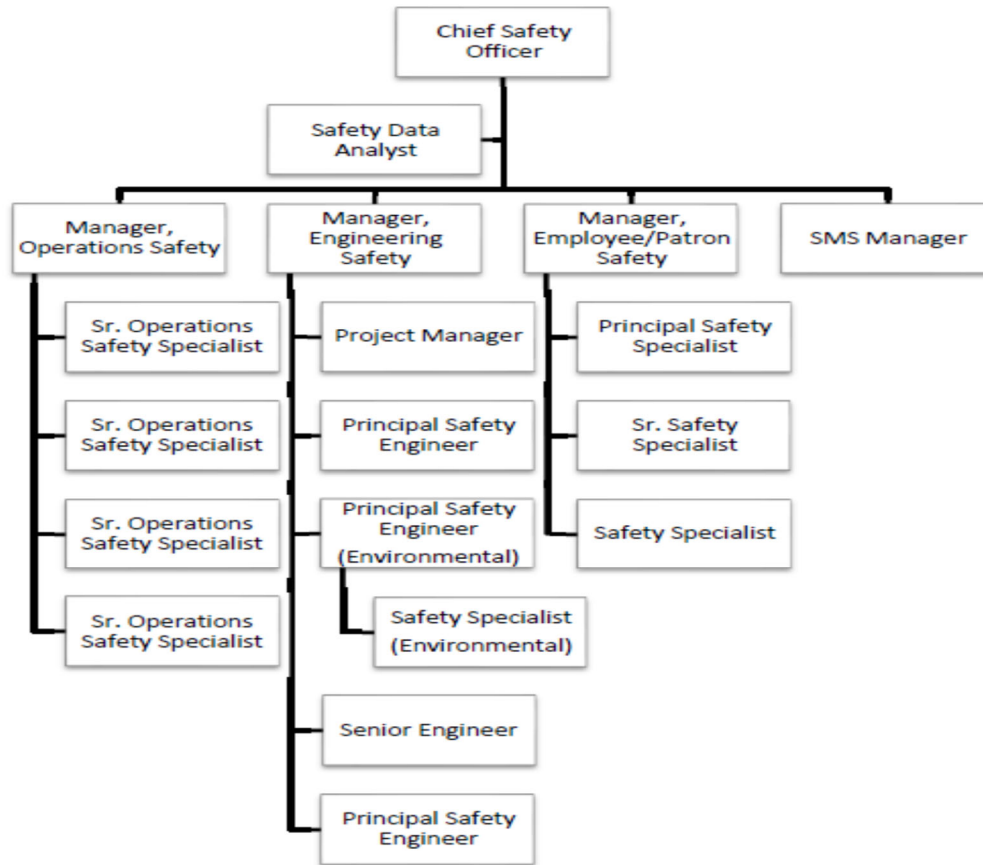 Chief Safety
Officer
Safety Data
Analyst
Manager,
Operations Safety
Manager,
Engineering
Safety
Manager,
Employee/Patron
Safety
SMS Manager
Sr. Operations
Safety Specialist
Sr. Operations
Safety Specialist
Sr. Operations
Safety Specialist
Sr. Operations
Safety Specialist
Project Manager
Principal Safety
Engineer
Principal Safety
Engineer
(Environmental)
Safety Specialist
(Environmental)
Senior Engineer
Principal Safety
Engineer
Principal Safety
Specialist
Sr. Safety
Specialist
Safety Specialist